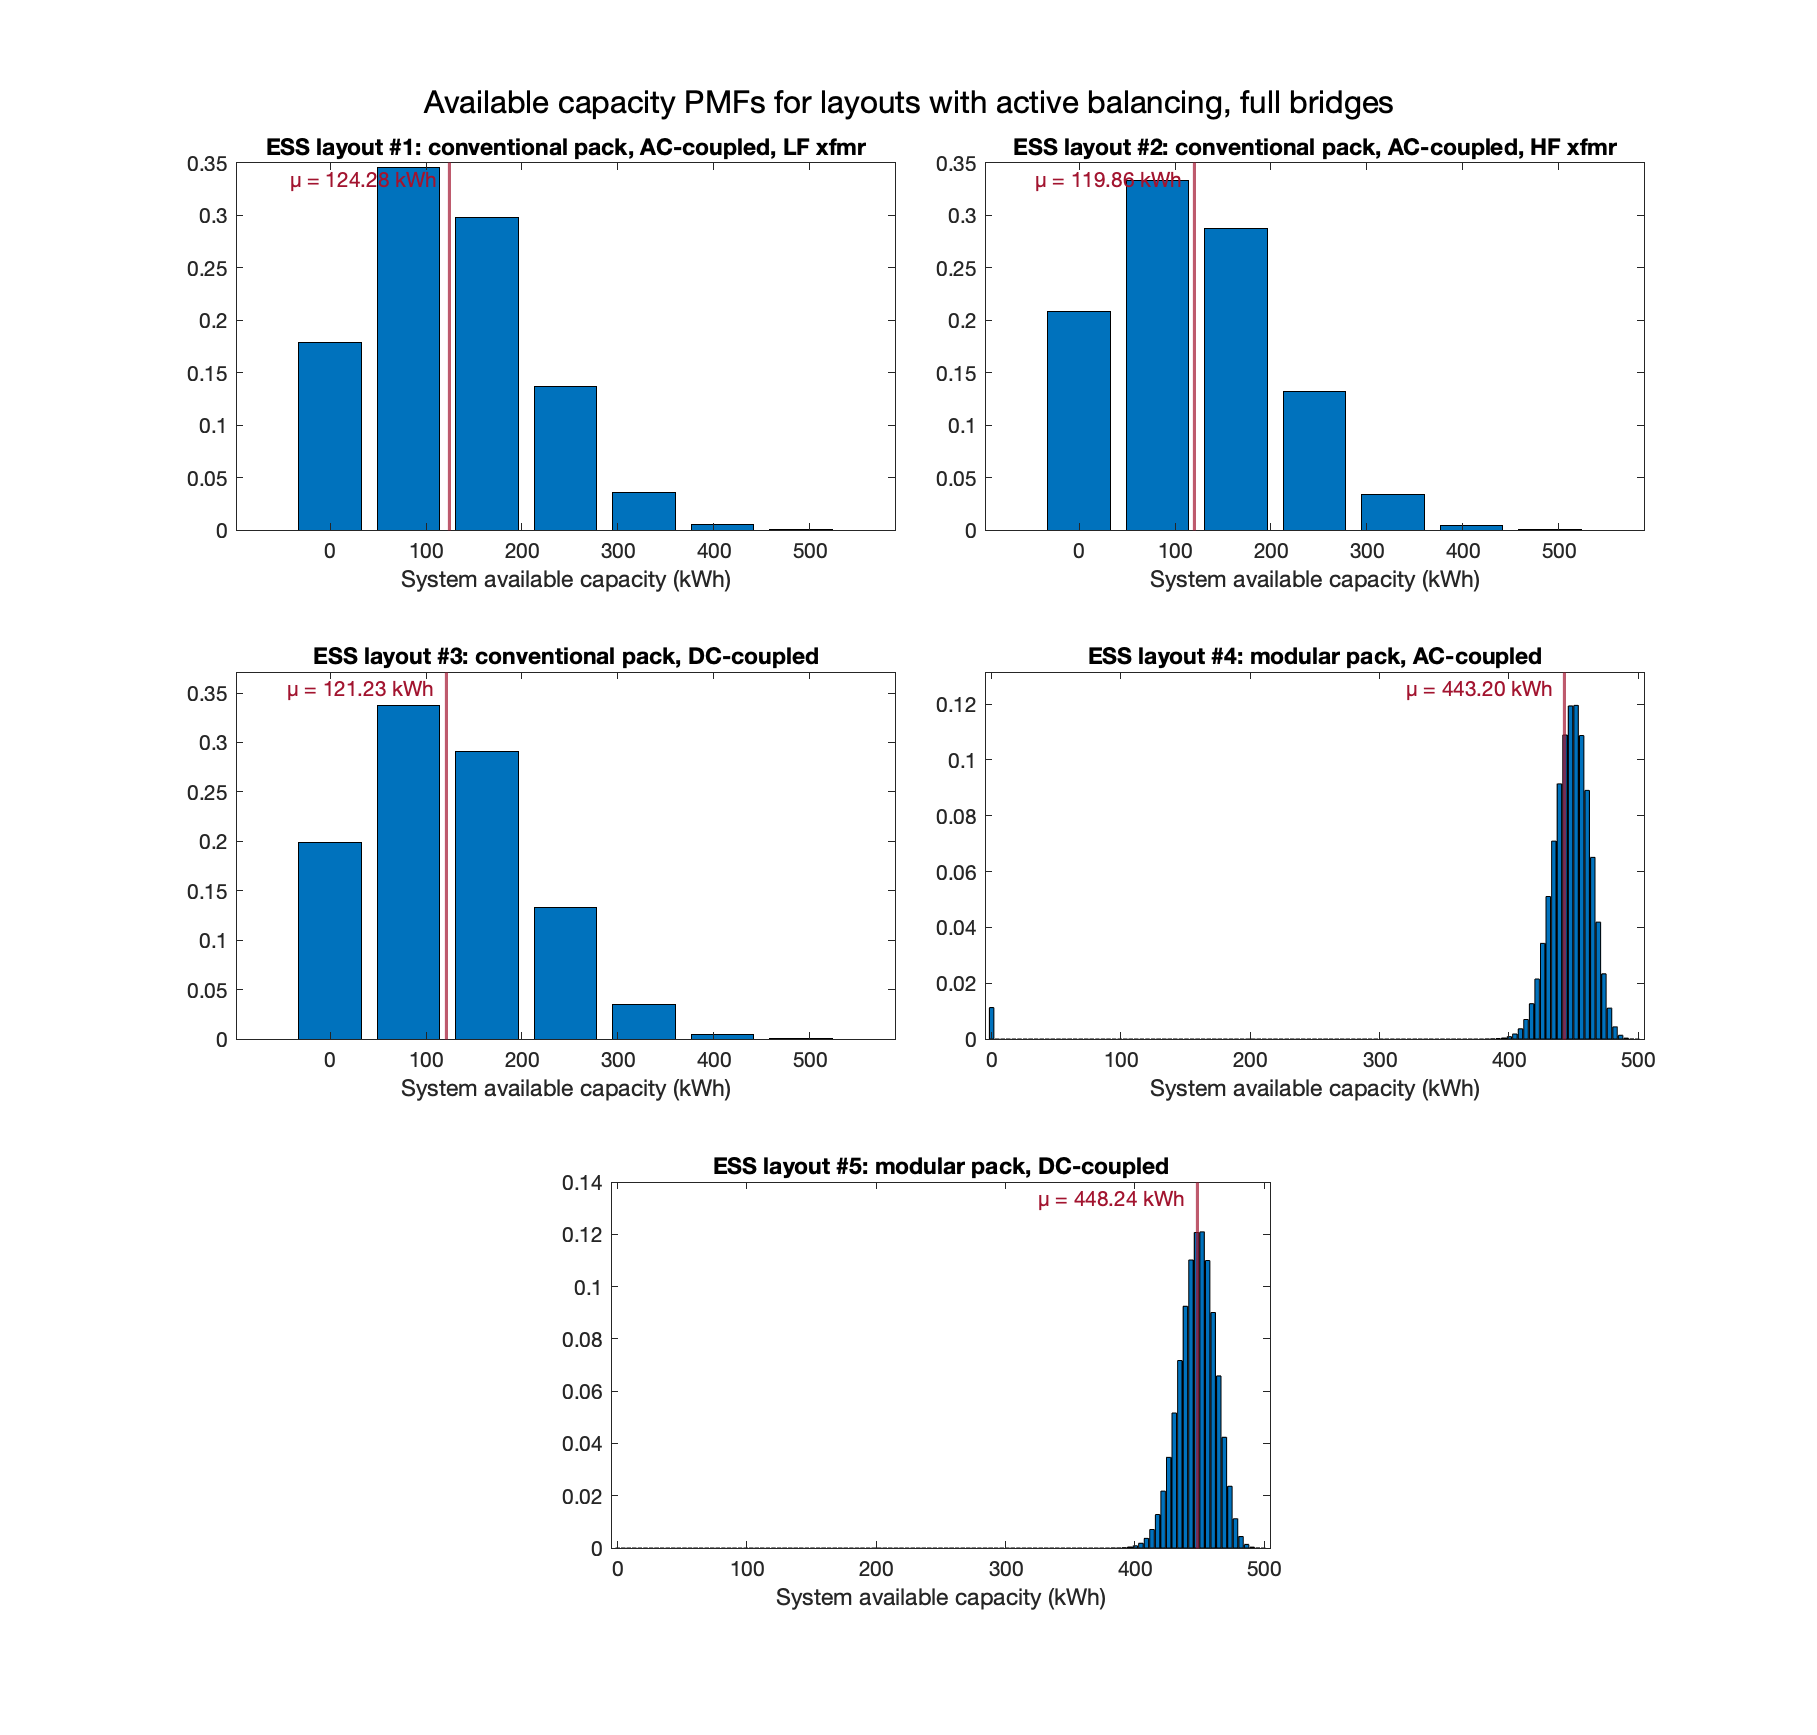 Available capacity PMFs for layouts with active balancing, full bridges
ESS layout #1: conventional pack, AC-coupled, LF xfmr
μ = 124.28 kWh
0.35
0.3
0.25
0.2
0.15
0.1
0.05
0
0 100 200 300 400 500
System available capacity (kWh)
ESS layout #2: conventional pack, AC-coupled, HF xfmr
μ = 119.86 kWh
0.35
0.3
0.25
0.2
0.15
0.1
0.05
0
0 100 200 300 400 500
System available capacity (kWh)
ESS layout #3: conventional pack, DC-coupled
μ = 121.23 kWh
0.35
0.3
0.25
0.2
0.15
0.1
0.05
0
0 100 200 300 400 500
System available capacity (kWh)
ESS layout #4: modular pack, AC-coupled
μ = 443.20 kWh
0.12
0.1
0.08
0.06
0.04
0.02
0
0 100 200 300 400 500
System available capacity (kWh)
ESS layout #5: modular pack, DC-coupled
μ = 448.24 kWh
0.14
0.12
0.1
0.08
0.06
0.04
0.02
0
0 100 200 300 400 500
System available capacity (kWh)